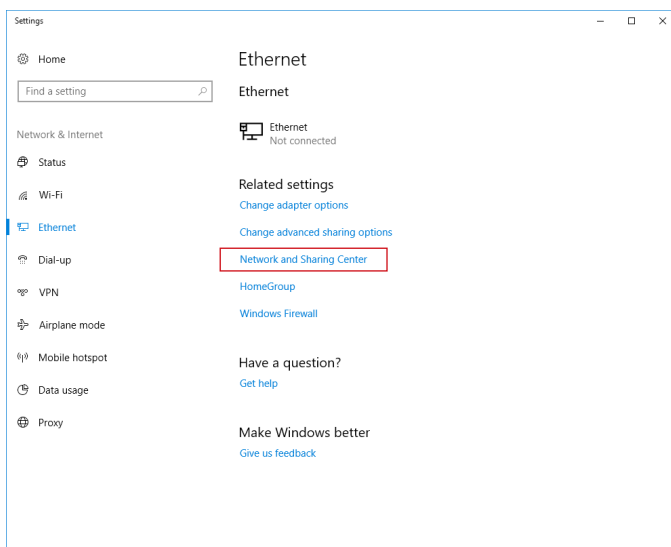 Settings
Home
Find a setting
Network & Internet
Status
Wi-Fi
Ethernet
Dial-up
VPN
Airplane mode
Mobile hotspot
Data usage
Proxy
Ethernet
Ethernet
Ethernet
Not connected
Related settings
Change adapter options
Change advanced sharing options
Network and Sharing Center
HomeGroup
Windows Firewall
Have a question?
Get help
Make Windows better
Give us feedback